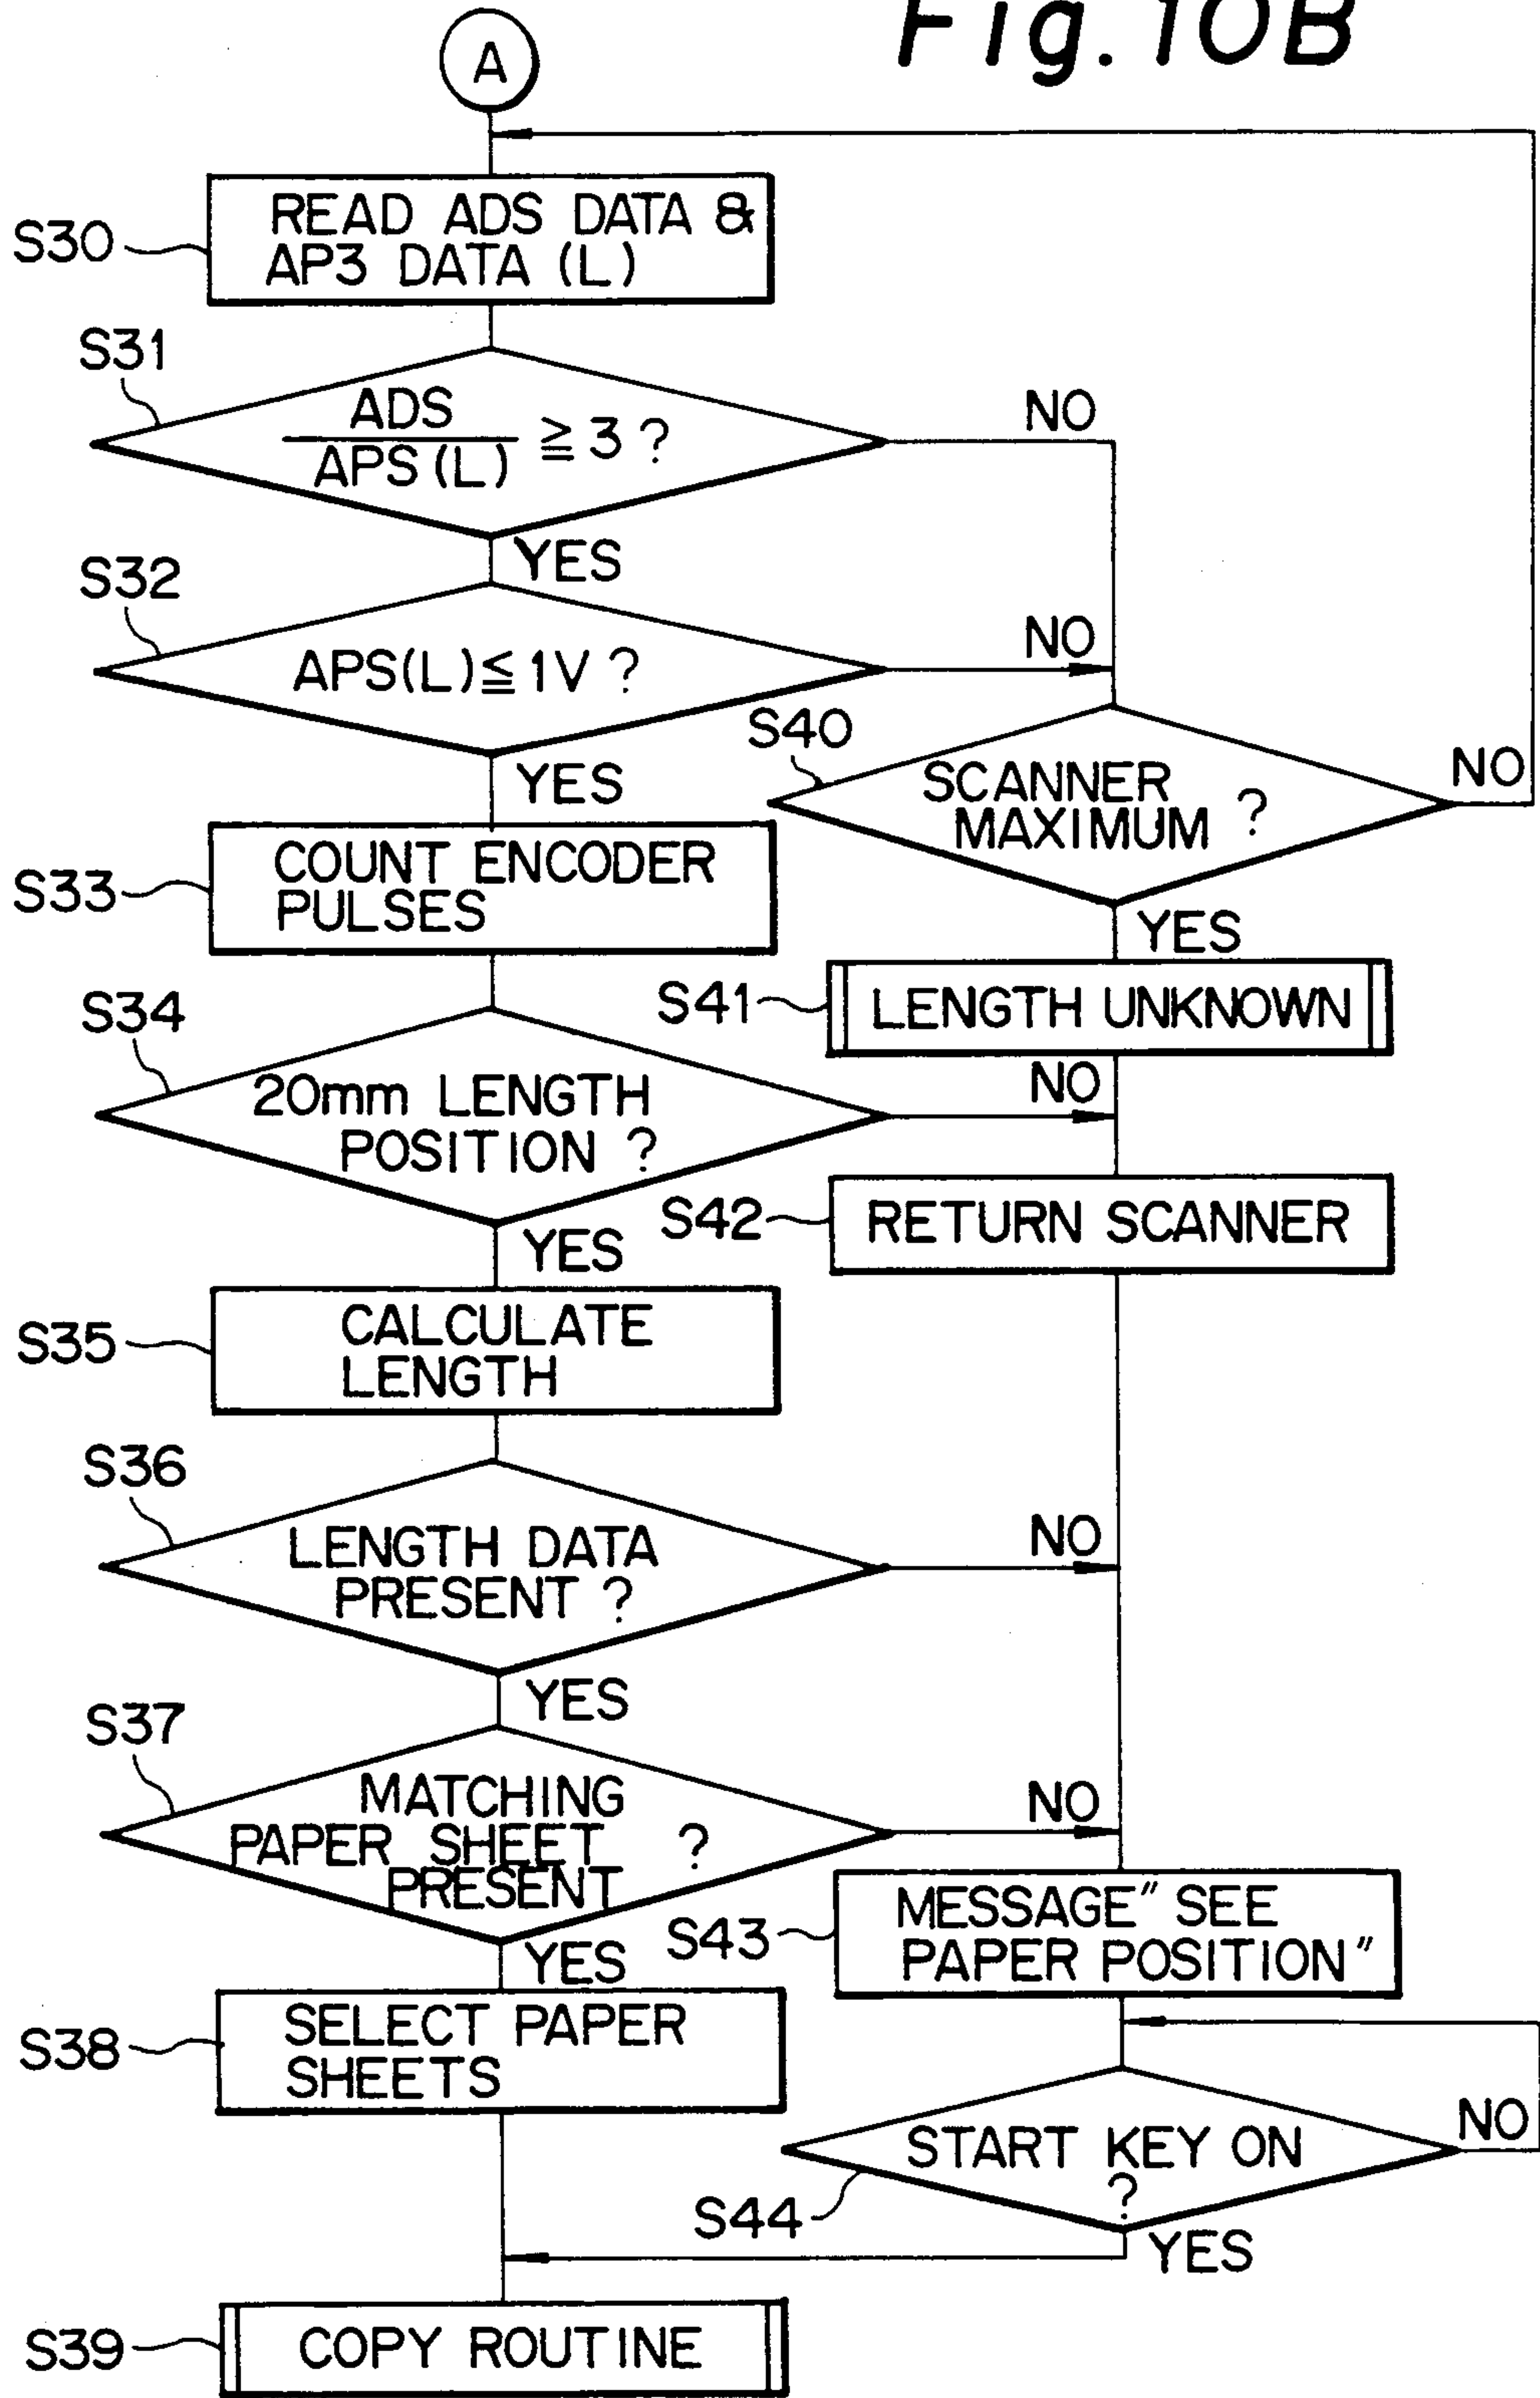 Fig. 10B
A
S30
READ ADS DATA &
AP3 DATA (L)
S31
ADS
APS(L)
≧ 3 ?
NO
YES
S32
APS(L) ≦ 1V ?
NO
YES
S40
SCANNER
MAXIMUM ?
NO
YES
S33
COUNT ENCODER
PULSES
S41
LENGTH UNKNOWN
S34
20mm LENGTH
POSITION ?
NO
YES
S42
RETURN SCANNER
S35
CALCULATE
LENGTH
S36
LENGTH DATA
PRESENT ?
NO
YES
S37
MATCHING
PAPER SHEET ?
PRESENT
NO
YES
S43
MESSAGE" SEE
PAPER POSITION"
S38
SELECT PAPER
SHEETS
S44
START KEY ON
?
NO
YES
S39
COPY ROUTINE